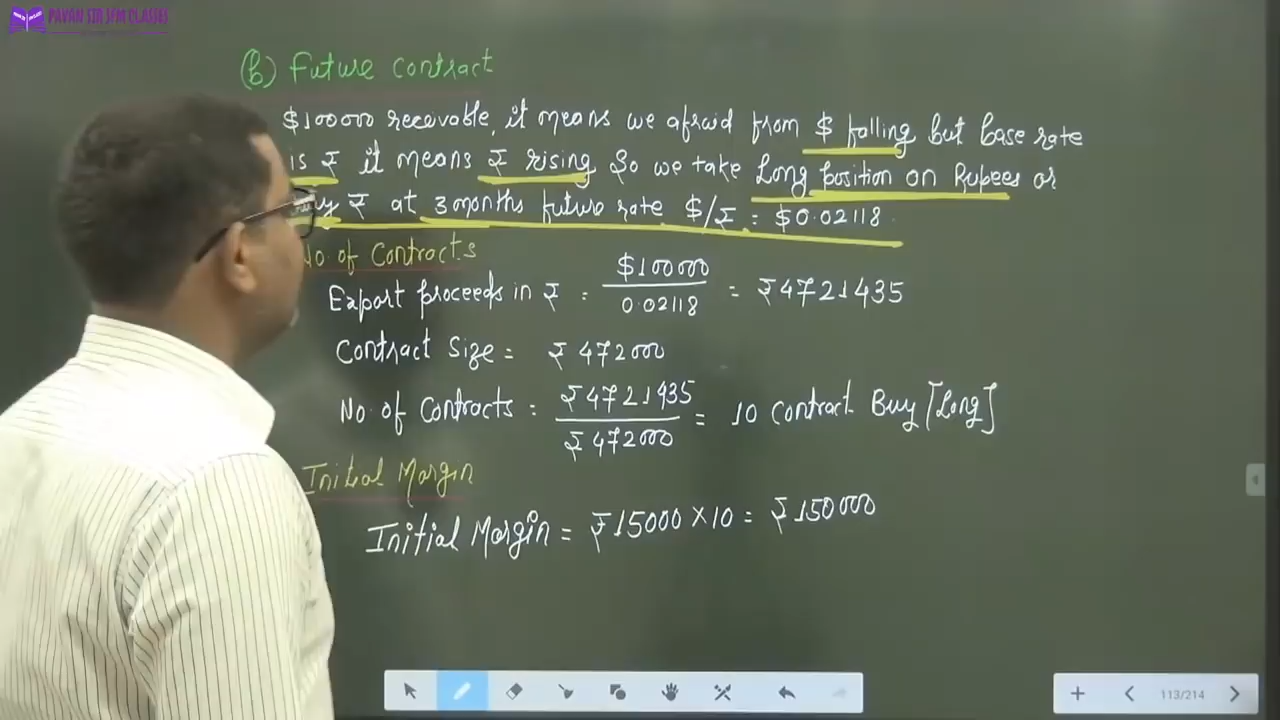 PAVAN SIR SFM CLASSES
(b) Future Contract
$100000 recevable, it means we afraid from $ falling but base rate
is ₹ it means ₹ rising So we take Long position on Rupees or
₹ at 3 months future rate $/₹ = $0.02118
No. of Contracts
Export proceeds in ₹ = $100000 / 0.02118 = ₹4721435
Contract Size = ₹ 472000
No. of Contracts = ₹4721435 / ₹472000 = 10 Contract Buy [Long]
Initial Margin
Initial Margin = ₹15000 × 10 = ₹150000
113/214